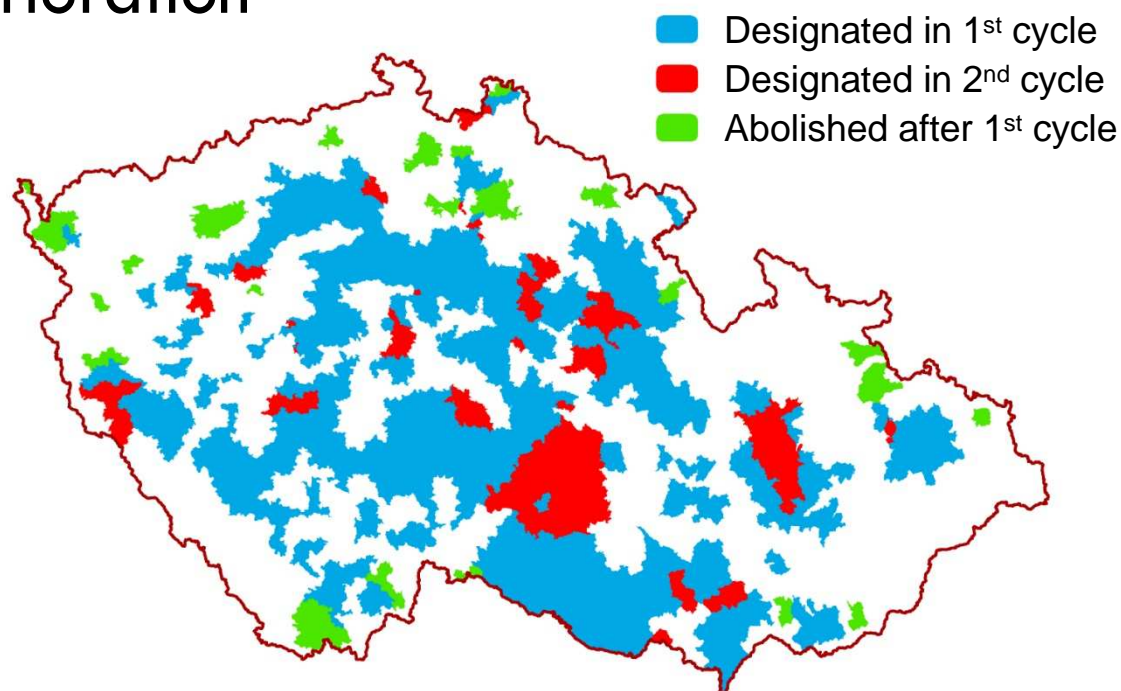 Designated in 1st cycle
Designated in 2nd cycle
Abolished after 1st cycle